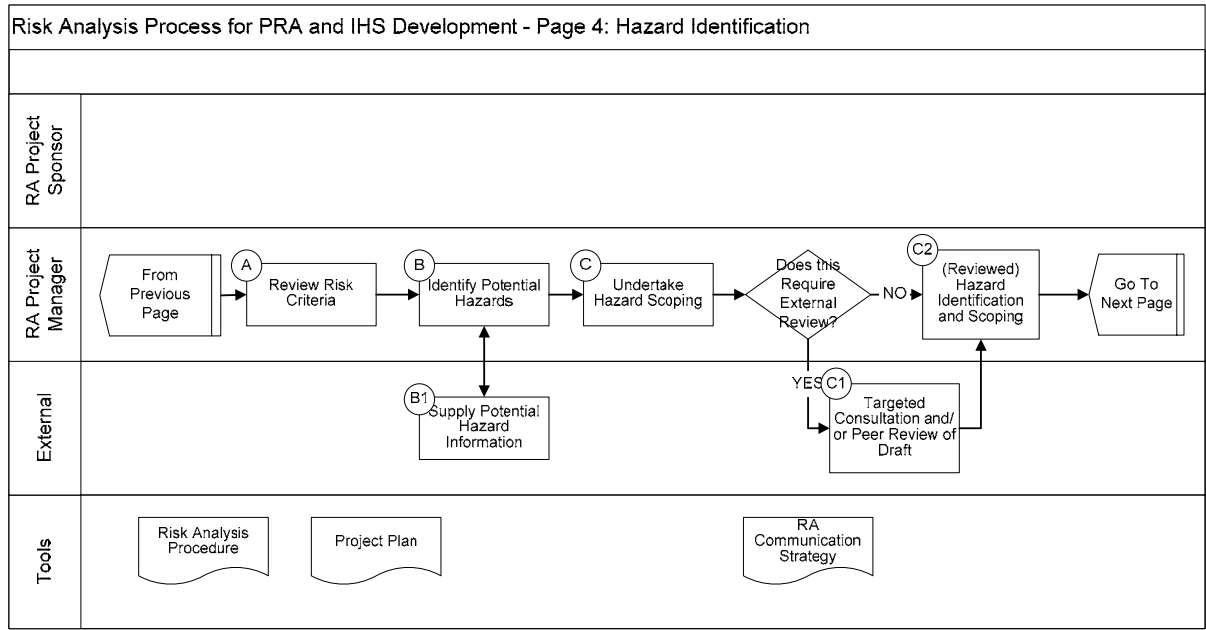 Risk Analysis Process for PRA and IHS Development - Page 4: Hazard Identification
RA Project
Sponsor
RA Project
Manager
From
Previous
Page
A
Review Risk
Criteria
B
Identify Potential
Hazards
C
Undertake
Hazard Scoping
Does this
Require
External
Review?
NO
C2
(Reviewed)
Hazard
Identification
and Scoping
Go To
Next Page
External
B1
Supply Potential
Hazard
Information
YES
C1
Targeted
Consultation and/
or Peer Review of
Draft
Tools
Risk Analysis
Procedure
Project Plan
RA
Communication
Strategy